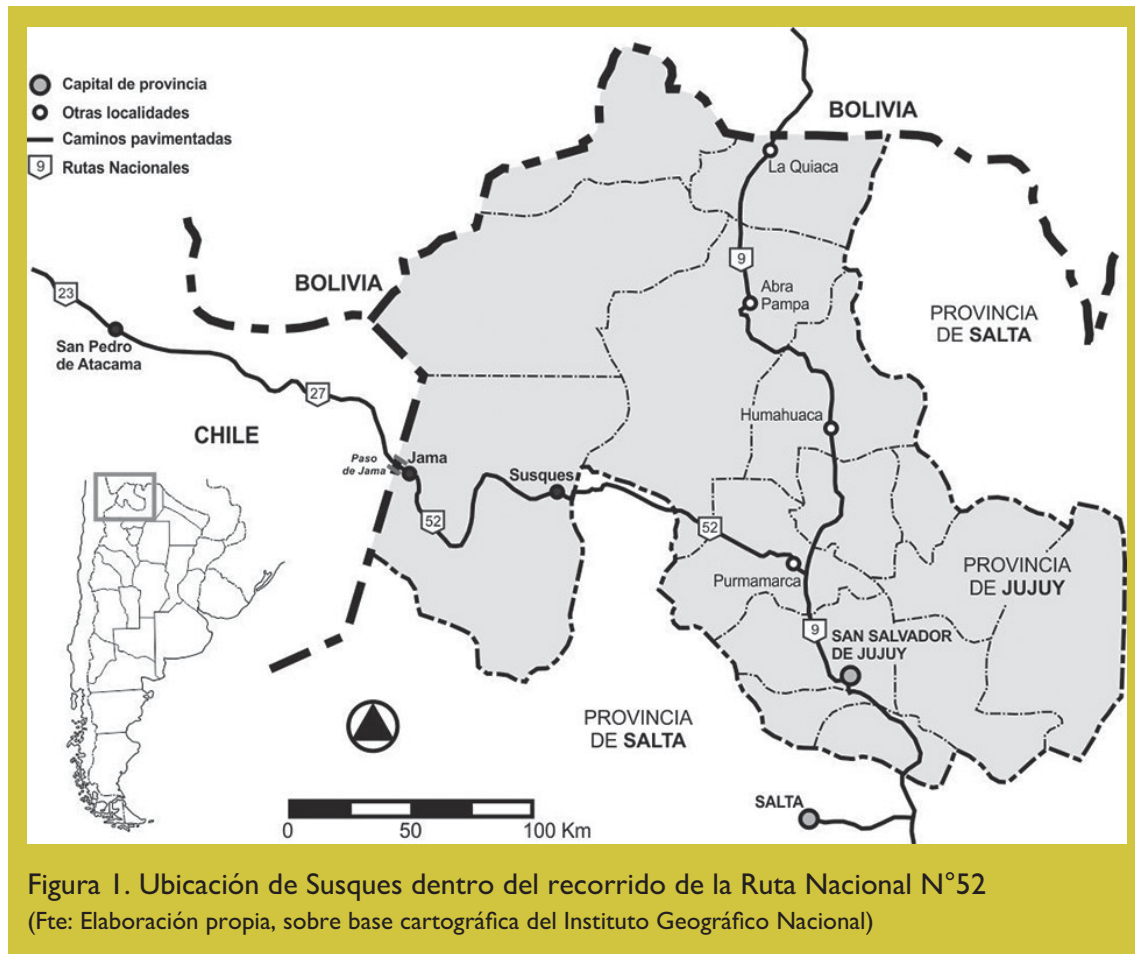 Capital de provincia
Otras localidades
Caminos pavimentadas
9
Rutas Nacionales
BOLIVIA
La Quiaca
9
BOLIVIA
Abra
Pampa
PROVINCIA
DE SALTA
23
San Pedro
de Atacama
27
Humahuaca
CHILE
Paso
de Jama
Jama
Susques
52
52
Purmamarca
PROVINCIA
DE JUJUY
9
SAN SALVADOR
DE JUJUY
PROVINCIA
DE SALTA
SALTA
0 50 100 Km
Figura 1. Ubicación de Susques dentro del recorrido de la Ruta Nacional N°52
(Fte: Elaboración propia, sobre base cartográfica del Instituto Geográfico Nacional)